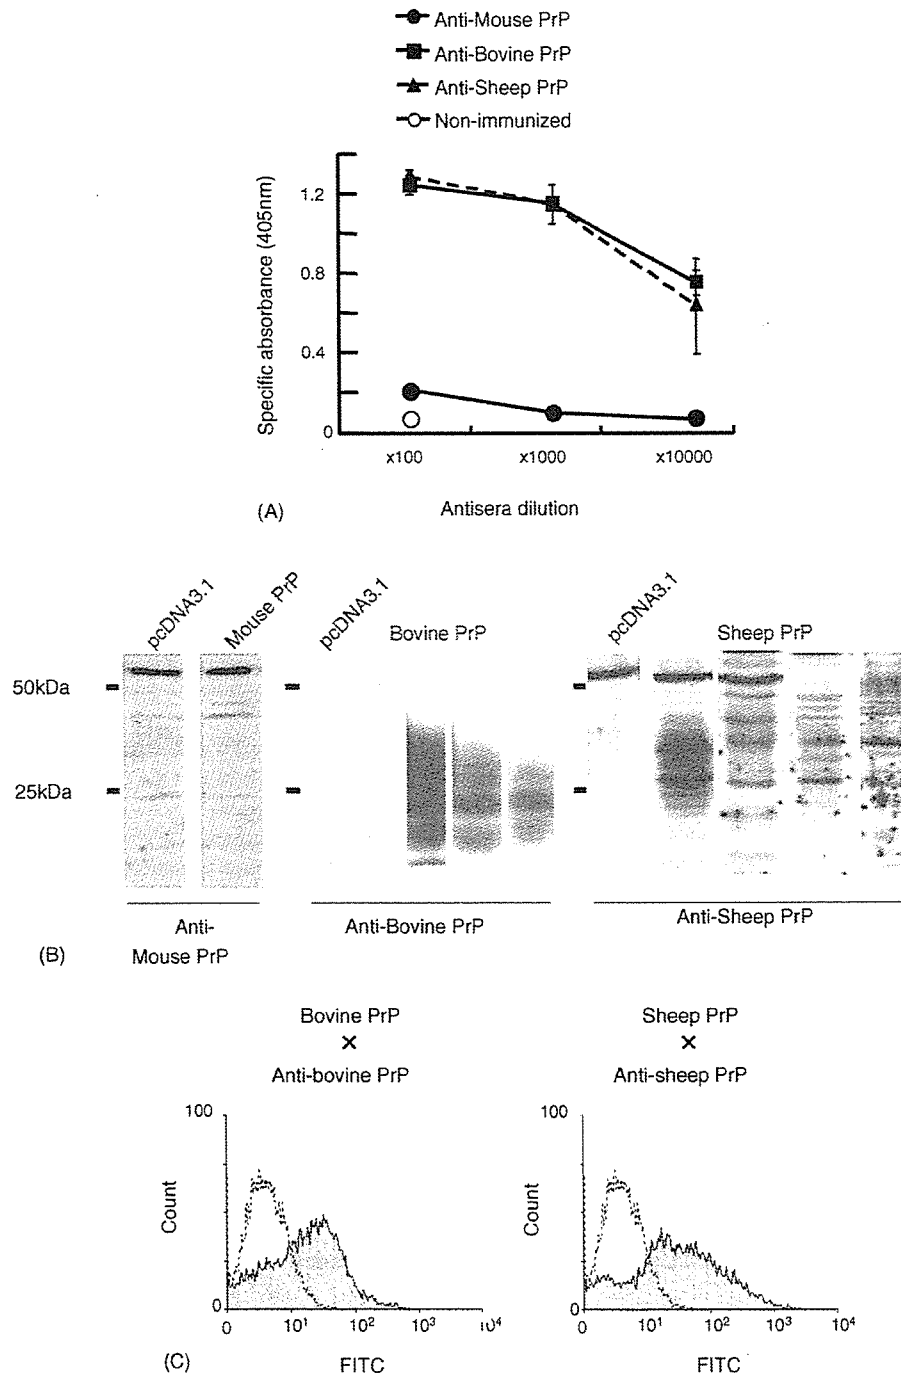 Anti-Mouse PrP
Anti-Bovine PrP
Anti-Sheep PrP
Non-immunized
Specific absorbance (405nm)
1.2
0.8
0.4
0
x100 x1000 x10000
Antisera dilution
(A)
pcDNA3.1 Mouse PrP pcDNA3.1 Bovine PrP pcDNA3.1 Sheep PrP
50kDa
25kDa
Anti-
Mouse PrP
Anti-Bovine PrP
Anti-Sheep PrP
(B)
Bovine PrP
×
Anti-bovine PrP
Sheep PrP
×
Anti-sheep PrP
100
Count
0
0 10¹ 10² 10³ 10⁴
FITC
100
Count
0
0 10¹ 10² 10³ 10⁴
FITC
(C)